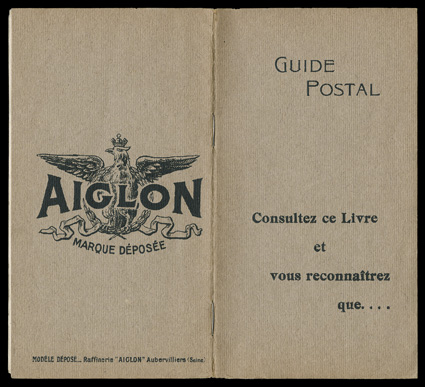 AIGLON
MARQUE DÉPOSÉE
MODÈLE DÉPOSÉ... Raffinerie "AIGLON" Aubervilliers (Seine)
GUIDE
POSTAL
Consultez ce Livre
et
vous reconnaîtrez
que....